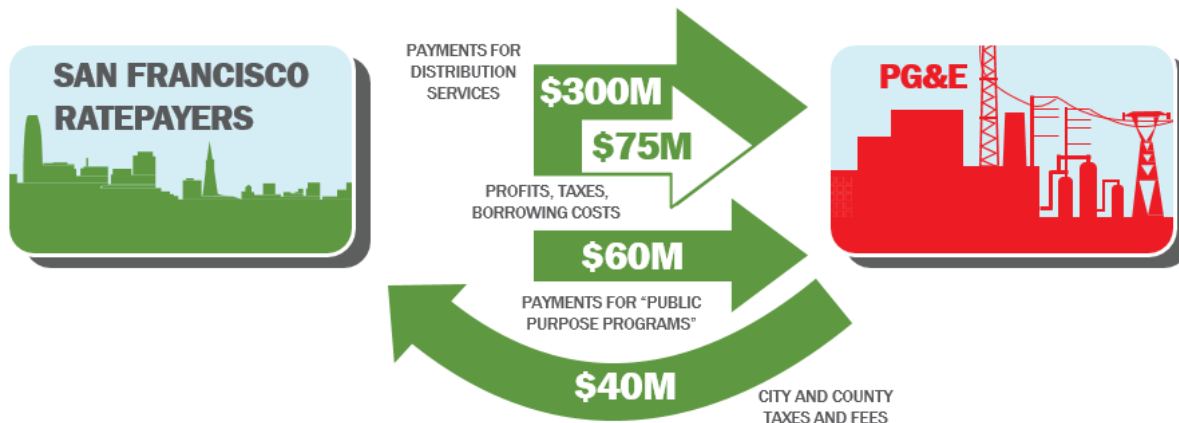 SAN FRANCISCO
RATEPAYERS
PAYMENTS FOR
DISTRIBUTION
SERVICES
$300M
$75M
PROFITS, TAXES,
BORROWING COSTS
$60M
PAYMENTS FOR “PUBLIC
PURPOSE PROGRAMS”
$40M
CITY AND COUNTY
TAXES AND FEES
PG&E